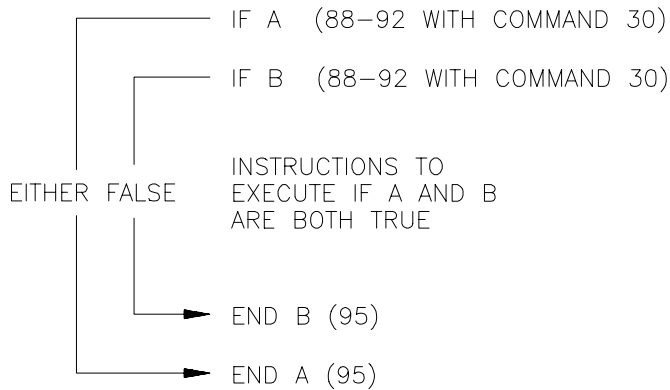 IF A (88–92 WITH COMMAND 30)
IF B (88–92 WITH COMMAND 30)
INSTRUCTIONS TO
EITHER FALSE EXECUTE IF A AND B
ARE BOTH TRUE
END B (95)
END A (95)